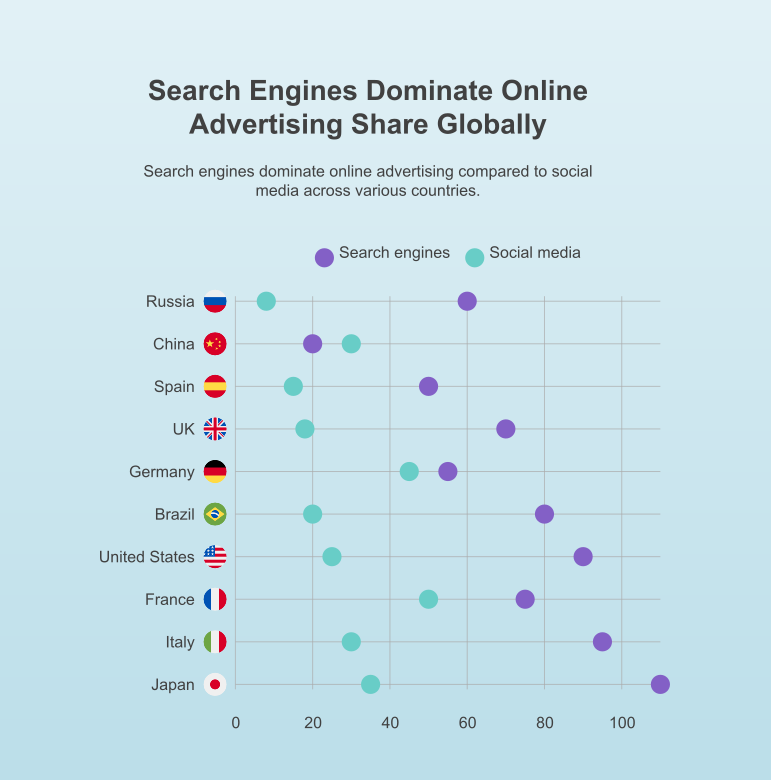 Search Engines Dominate Online
Advertising Share Globally
Search engines dominate online advertising compared to social
media across various countries.
Search engines
Social media
Russia
China
Spain
UK
Germany
Brazil
United States
France
Italy
Japan
0 20 40 60 80 100